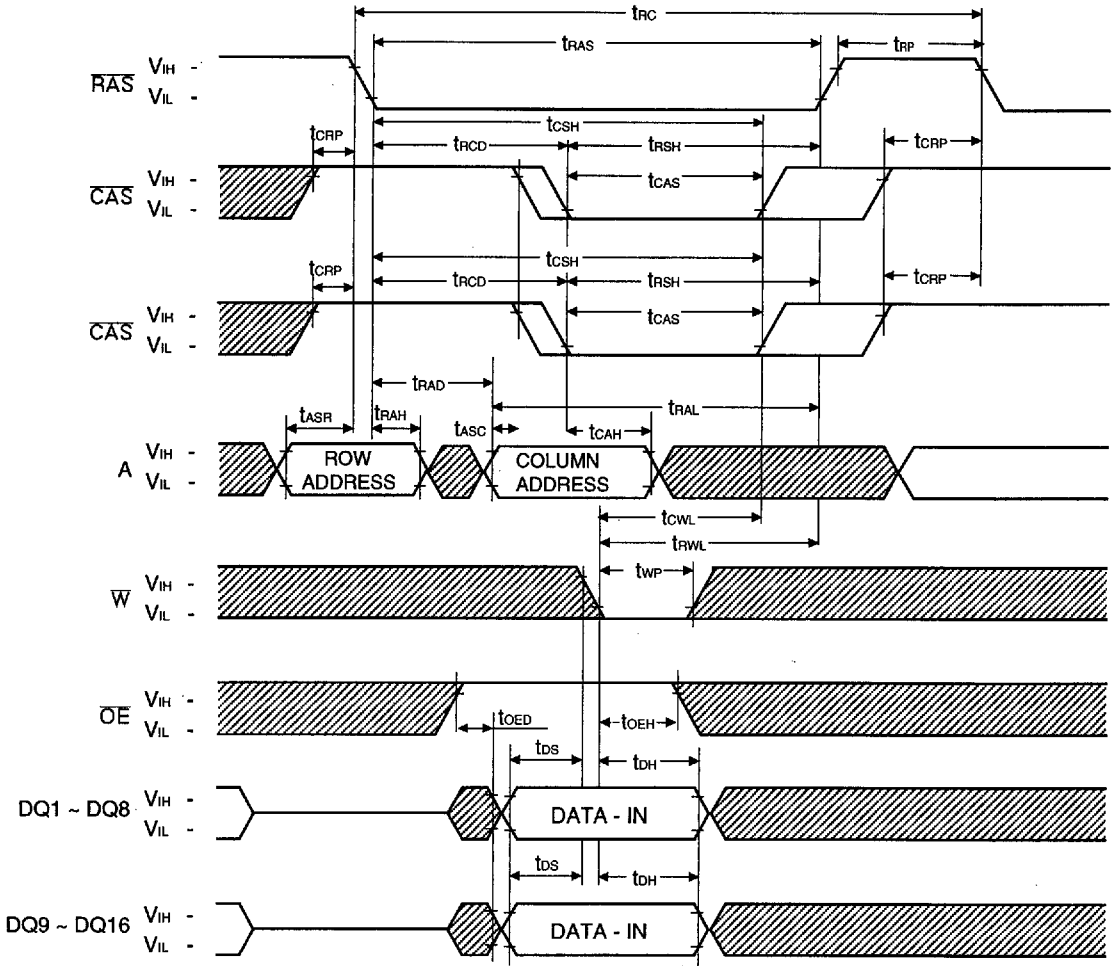 tRC
tRAS
tRP
RAS
VIH -
VIL -
tCSH
tCRP
tRCD
tRSH
tCRP
CAS
VIH -
VIL -
tCAS
tCSH
tCRP
tRCD
tRSH
tCRP
CAS
VIH -
VIL -
tCAS
tRAD
tRAL
tASR
tRAH
tASC
tCAH
A
VIH -
VIL -
ROW
ADDRESS
COLUMN
ADDRESS
tCWL
tRWL
W
VIH -
VIL -
tWP
OE
VIH -
VIL -
tOED
tOEH
tDS
tDH
DQ1 ~ DQ8
VIH -
VIL -
DATA - IN
tDS
tDH
DQ9 ~ DQ16
VIH -
VIL -
DATA - IN